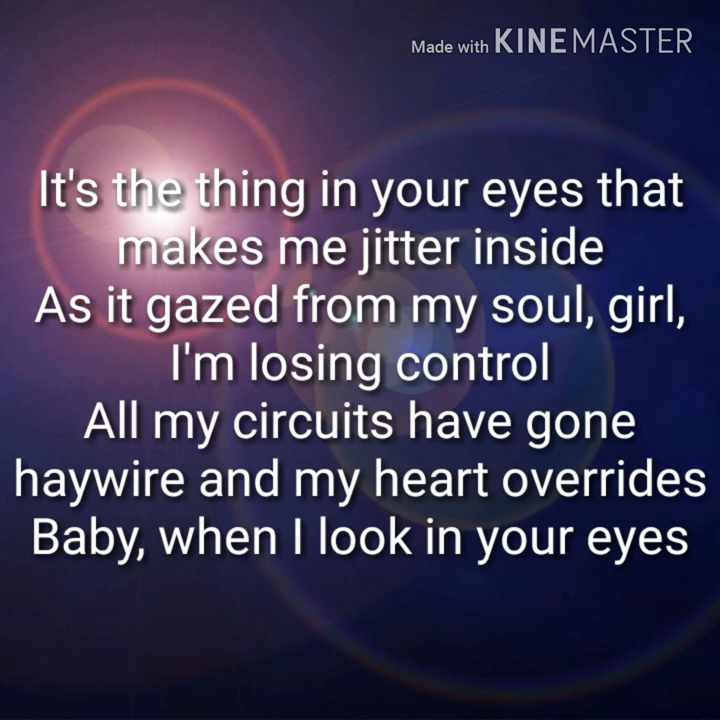 Made with KINEMASTER
It's the thing in your eyes that
makes me jitter inside
As it gazed from my soul, girl,
I'm losing control
All my circuits have gone
haywire and my heart overrides
Baby, when I look in your eyes